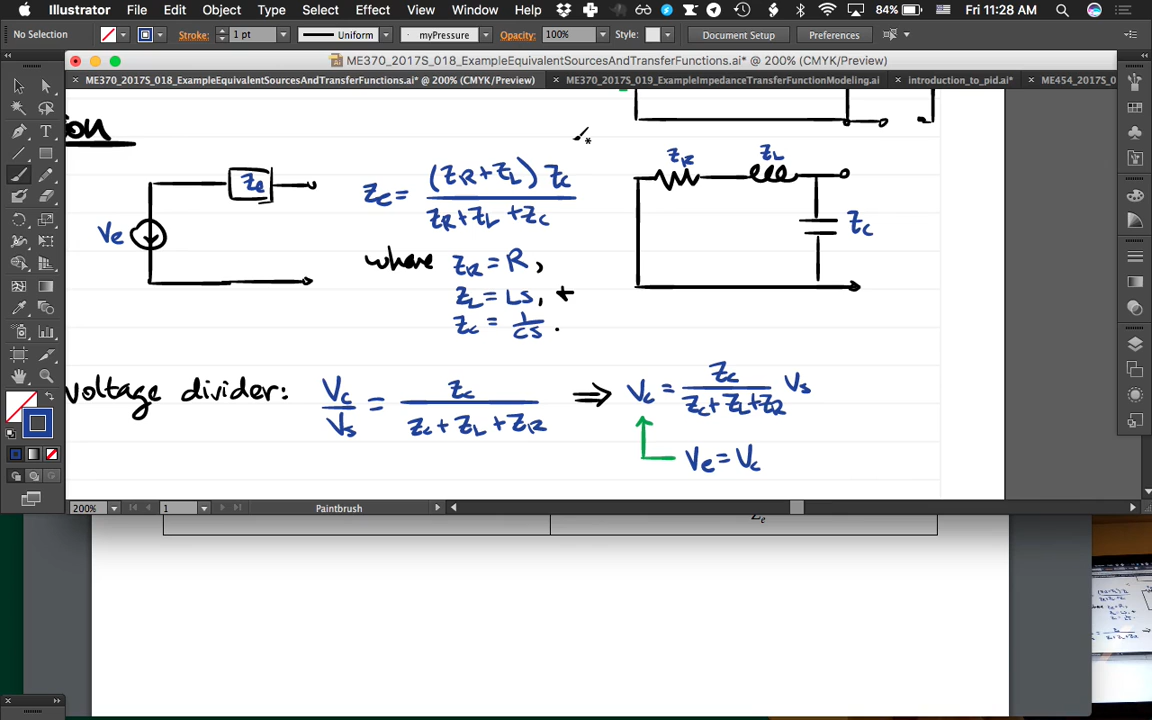 Illustrator File Edit Object Type Select Effect View Window Help 84% Fri 11:28 AM
No Selection Stroke: 1 pt Uniform myPressure Opacity: 100% Style: Document Setup Preferences
ME370_2017S_018_ExampleEquivalentSourcesAndTransferFunctions.ai* @ 200% (CMYK/Preview)
ME370_2017S_018_ExampleEquivalentSourcesAndTransferFunctions.ai* @ 200% (CMYK/Preview) ME370_2017S_019_ExampleImpedanceTransferFunctionModeling.ai introduction_to_pid.ai* ME454_2017S_0
ion
Ze
Ve
Ze = (ZR+ZL) Zc / ZR+ZL+Zc
ZR ZL
Zc
where ZR = R,
ZL = LS, +
Zc = 1/CS .
voltage divider: Vc/Vs = Zc / Zc+ZL+ZR ⇒ Vc = Zc / Zc+ZL+ZR Vs
Ve = Vc
200% 1 Paintbrush
Ze